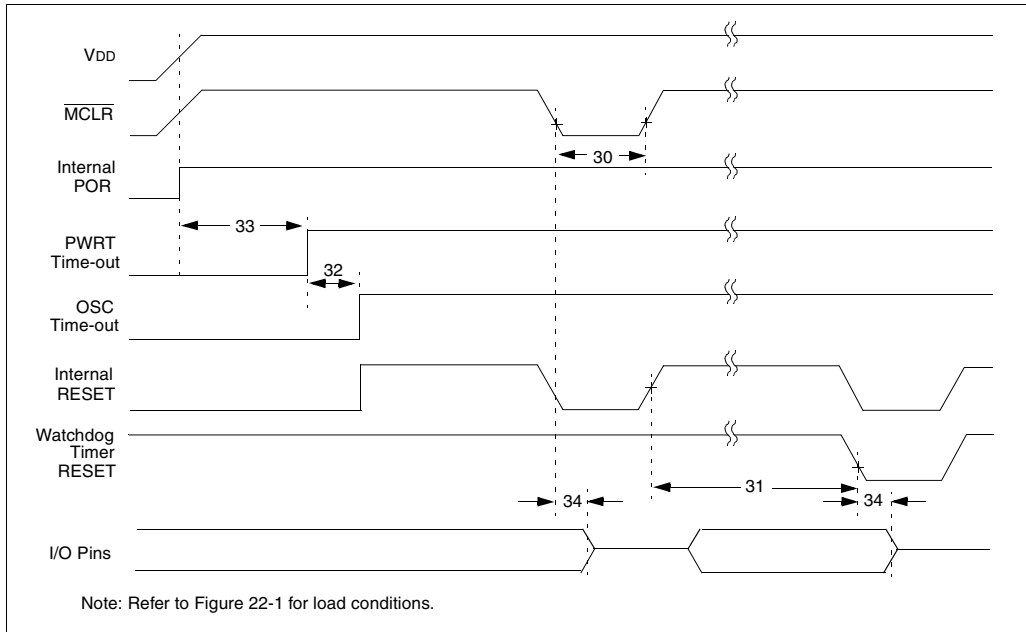 VDD
MCLR
30
Internal
POR
33
PWRT
Time-out
32
OSC
Time-out
Internal
RESET
Watchdog
Timer
RESET
31
34
34
I/O Pins
Note: Refer to Figure 22-1 for load conditions.